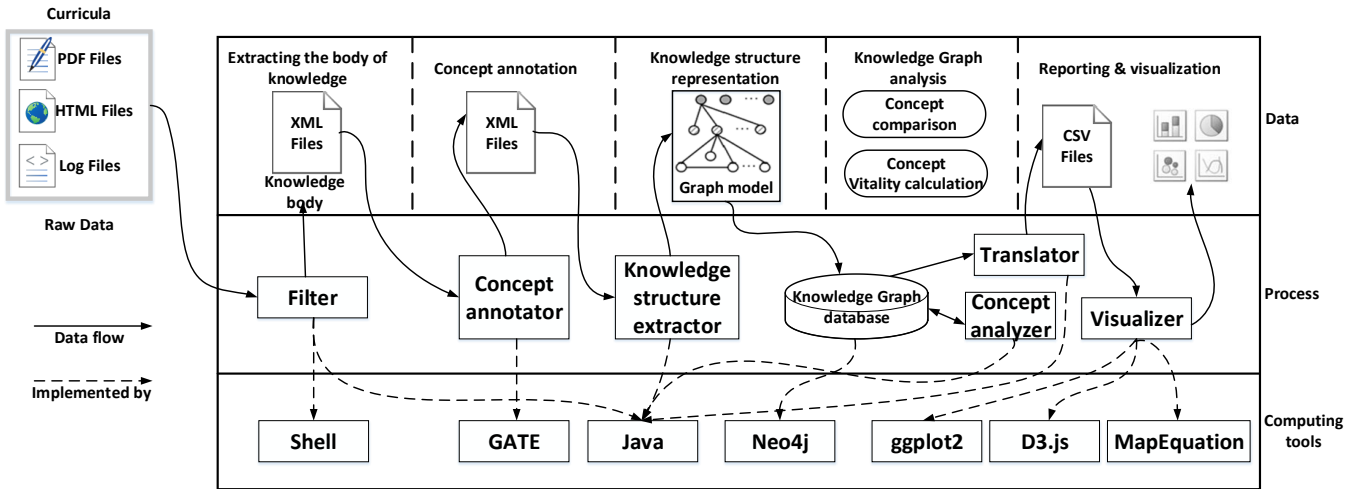 Curricula
PDF Files
HTML Files
Log Files
Raw Data
Data flow
Implemented by
Extracting the body of
knowledge
XML
Files
Knowledge
body
Concept annotation
XML
Files
Knowledge structure
representation
Graph model
Knowledge Graph
analysis
Concept
comparison
Concept
Vitality calculation
Reporting & visualization
CSV
Files
Data
Filter
Concept
annotator
Knowledge
structure
extractor
Knowledge Graph
database
Translator
Concept
analyzer
Visualizer
Process
Shell
GATE
Java
Neo4j
ggplot2
D3.js
MapEquation
Computing
tools